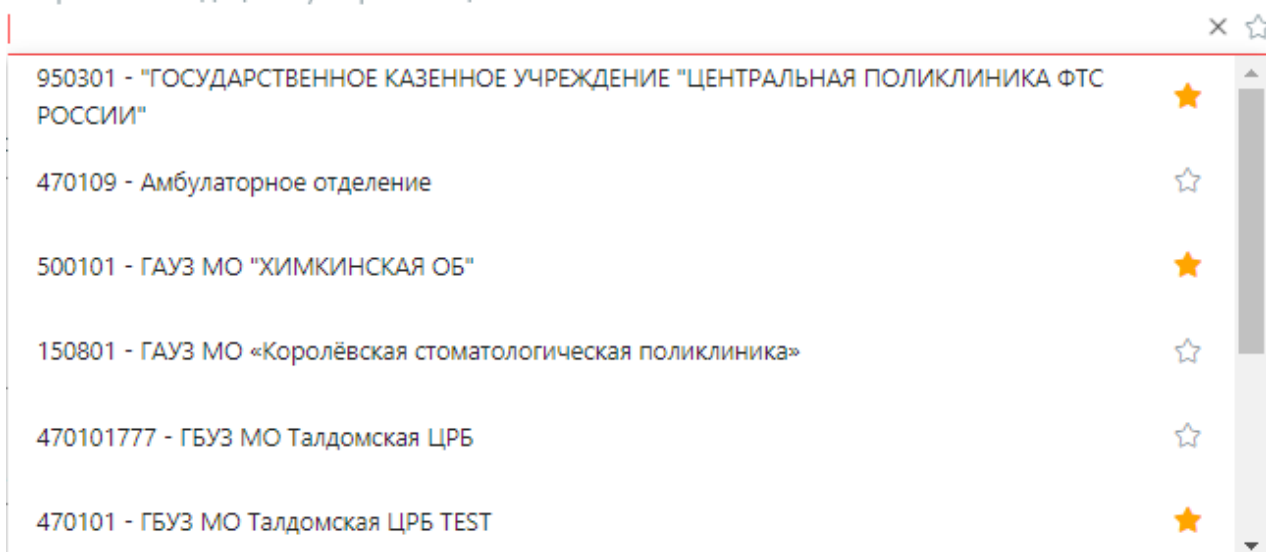 950301 - "ГОСУДАРСТВЕННОЕ КАЗЕННОЕ УЧРЕЖДЕНИЕ "ЦЕНТРАЛЬНАЯ ПОЛИКЛИНИКА ФТС
РОССИИ"
470109 - Амбулаторное отделение
500101 - ГАУЗ МО "ХИМКИНСКАЯ ОБ"
150801 - ГАУЗ МО «Королёвская стоматологическая поликлиника»
470101777 - ГБУЗ МО Талдомская ЦРБ
470101 - ГБУЗ МО Талдомская ЦРБ TEST